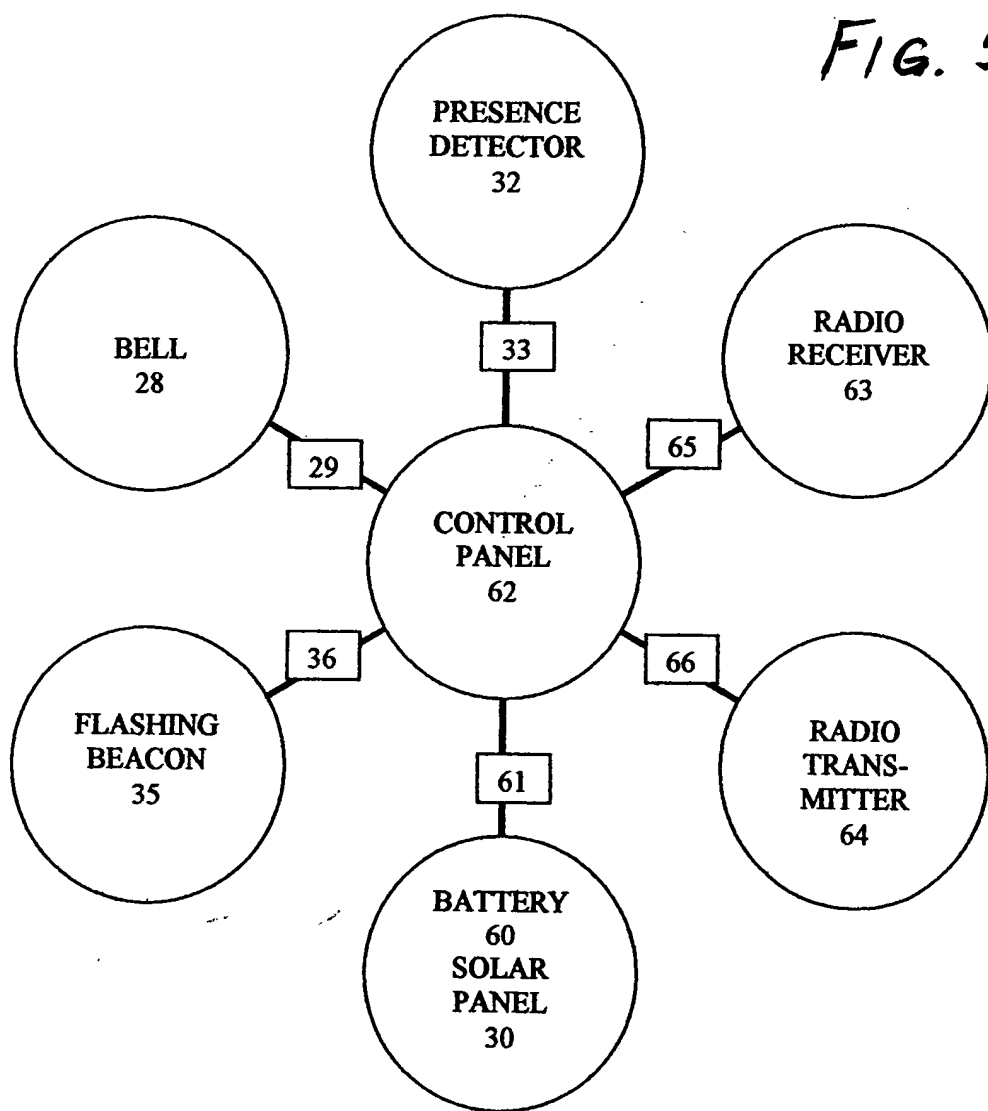 FIG.
PRESENCE
DETECTOR
32
BELL
28
33
RADIO
RECEIVER
63
29
65
CONTROL
PANEL
62
36
66
FLASHING
BEACON
35
61
RADIO
TRANS-
MITTER
64
BATTERY
60
SOLAR
PANEL
30